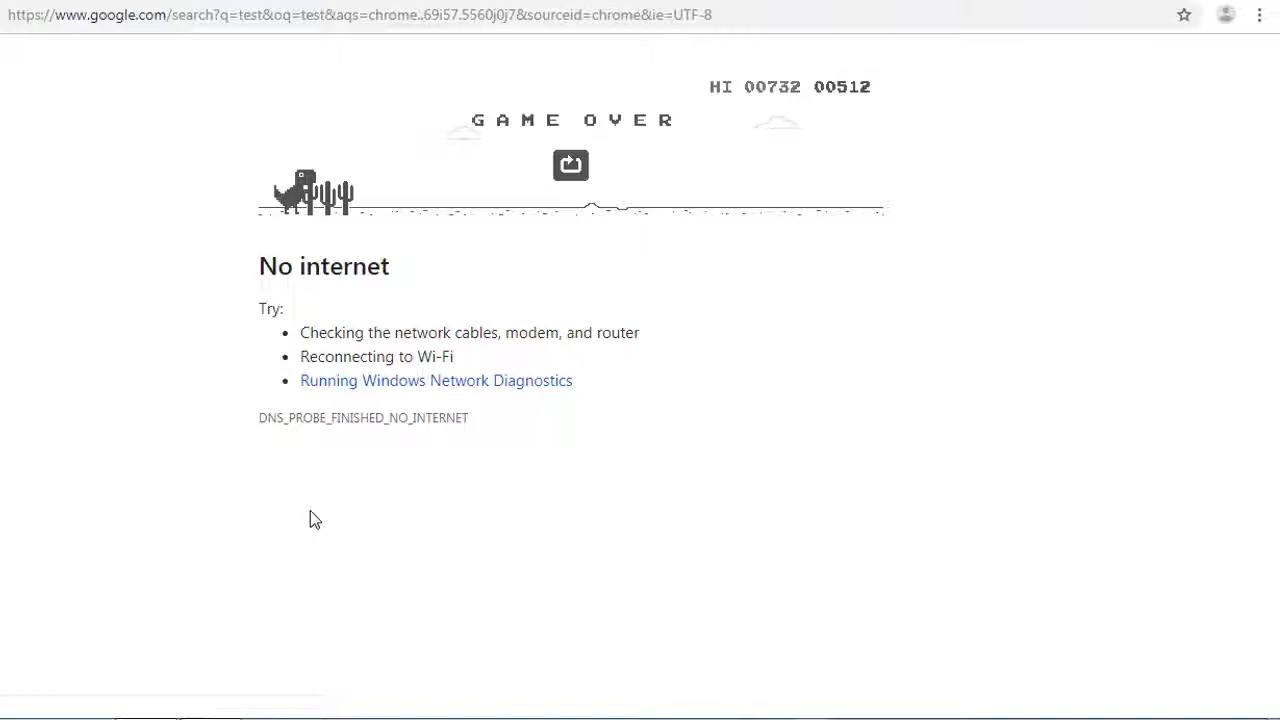 https://www.google.com/search?q=test&oq=test&aqs=chrome..69i57.5560j0j7&sourceid=chrome&ie=UTF-8
HI 00732 00512
GAME OVER
No internet
Try:
• Checking the network cables, modem, and router
• Reconnecting to Wi-Fi
• Running Windows Network Diagnostics
DNS_PROBE_FINISHED_NO_INTERNET